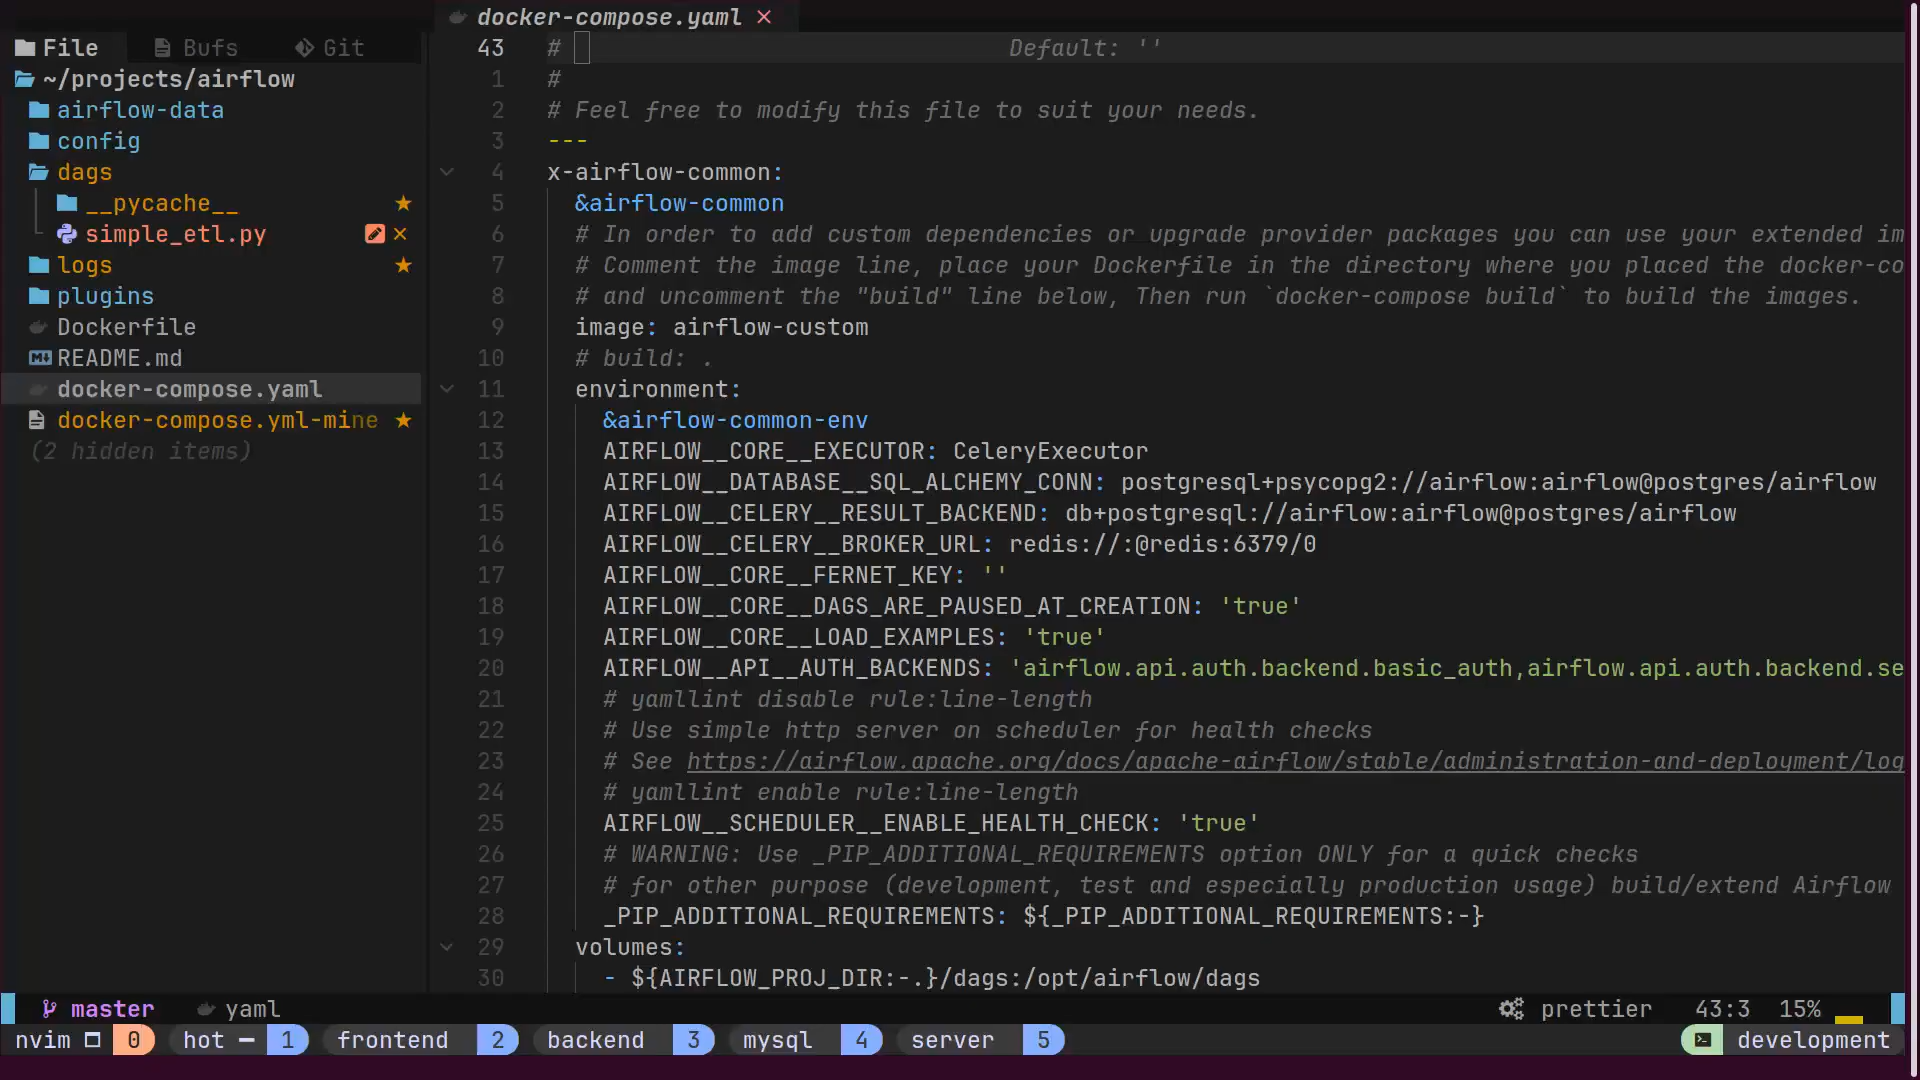 docker-compose.yaml ✕
File Bufs Git
~/projects/airflow
airflow-data
config
dags
__pycache__ ★
simple_etl.py ✕
logs ★
plugins
Dockerfile
README.md
docker-compose.yaml
docker-compose.yml-mine ★
(2 hidden items)
43 # Default: ''
1 #
2 # Feel free to modify this file to suit your needs.
3 ---
4 x-airflow-common:
5 &airflow-common
6 # In order to add custom dependencies or upgrade provider packages you can use your extended im
7 # Comment the image line, place your Dockerfile in the directory where you placed the docker-co
8 # and uncomment the "build" line below, Then run `docker-compose build` to build the images.
9 image: airflow-custom
10 # build: .
11 environment:
12 &airflow-common-env
13 AIRFLOW__CORE__EXECUTOR: CeleryExecutor
14 AIRFLOW__DATABASE__SQL_ALCHEMY_CONN: postgresql+psycopg2://airflow:airflow@postgres/airflow
15 AIRFLOW__CELERY__RESULT_BACKEND: db+postgresql://airflow:airflow@postgres/airflow
16 AIRFLOW__CELERY__BROKER_URL: redis://:@redis:6379/0
17 AIRFLOW__CORE__FERNET_KEY: ''
18 AIRFLOW__CORE__DAGS_ARE_PAUSED_AT_CREATION: 'true'
19 AIRFLOW__CORE__LOAD_EXAMPLES: 'true'
20 AIRFLOW__API__AUTH_BACKENDS: 'airflow.api.auth.backend.basic_auth,airflow.api.auth.backend.se
21 # yamllint disable rule:line-length
22 # Use simple http server on scheduler for health checks
23 # See https://airflow.apache.org/docs/apache-airflow/stable/administration-and-deployment/log
24 # yamllint enable rule:line-length
25 AIRFLOW__SCHEDULER__ENABLE_HEALTH_CHECK: 'true'
26 # WARNING: Use _PIP_ADDITIONAL_REQUIREMENTS option ONLY for a quick checks
27 # for other purpose (development, test and especially production usage) build/extend Airflow
28 _PIP_ADDITIONAL_REQUIREMENTS: ${_PIP_ADDITIONAL_REQUIREMENTS:-}
29 volumes:
30 - ${AIRFLOW_PROJ_DIR:-.}/dags:/opt/airflow/dags
master yaml prettier 43:3 15%
nvim 0 hot 1 frontend 2 backend 3 mysql 4 server 5 development